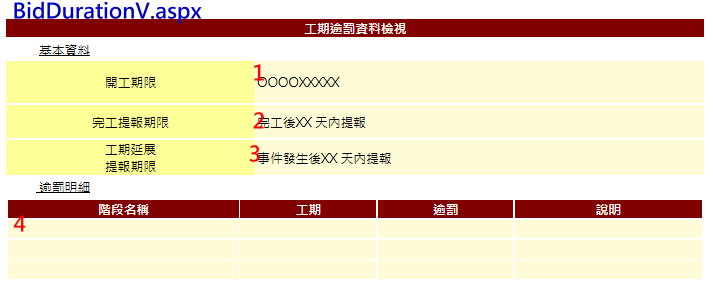 BidDurationV.aspx
工期逾罰資料檢視
基本資料
開工期限
1
OOOOXXXXX
完工提報期限
2
完工後XX 天內提報
工期延展
提報期限
3
事件發生後XX 天內提報
逾罰明細
階段名稱 工期 逾罰 說明
4